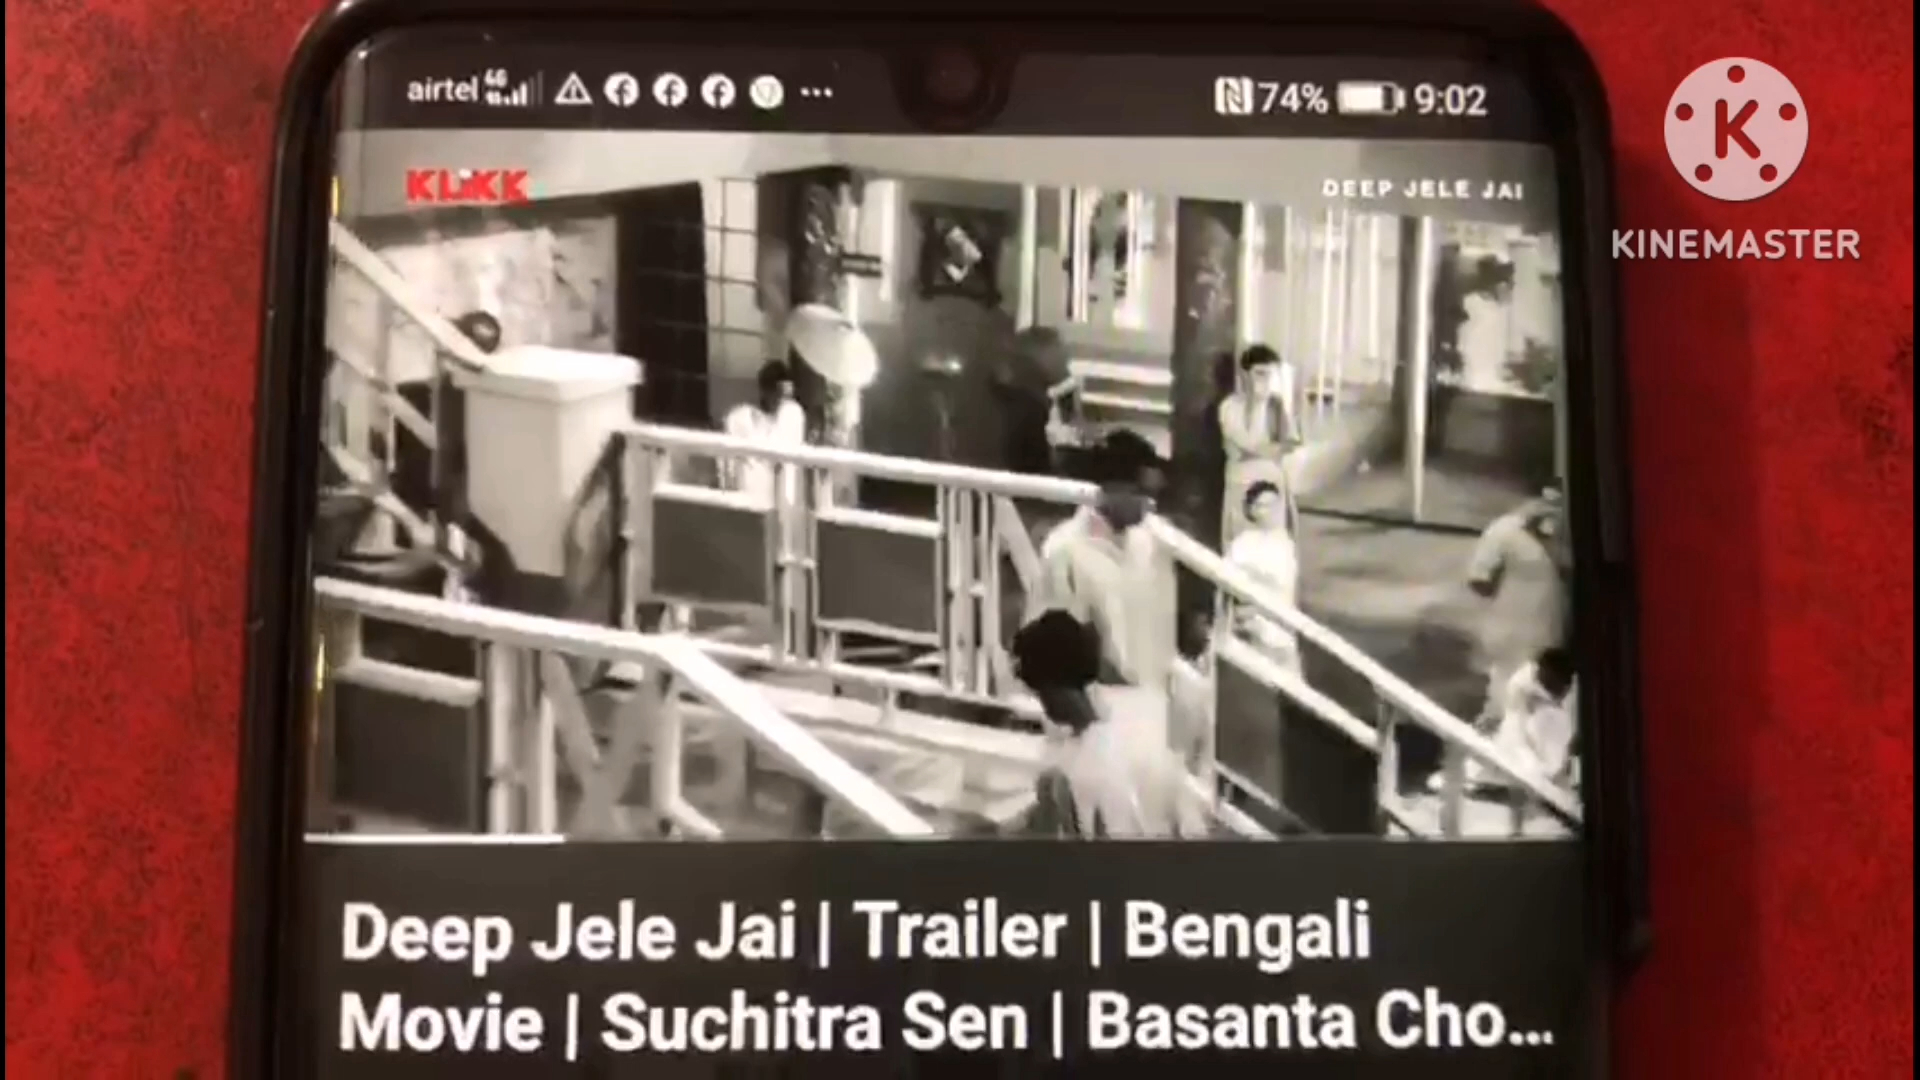 airtel 4G
74% 9:02
KLiKK
DEEP JELE JAI
K
KINEMASTER
Deep Jele Jai | Trailer | Bengali
Movie | Suchitra Sen | Basanta Cho...